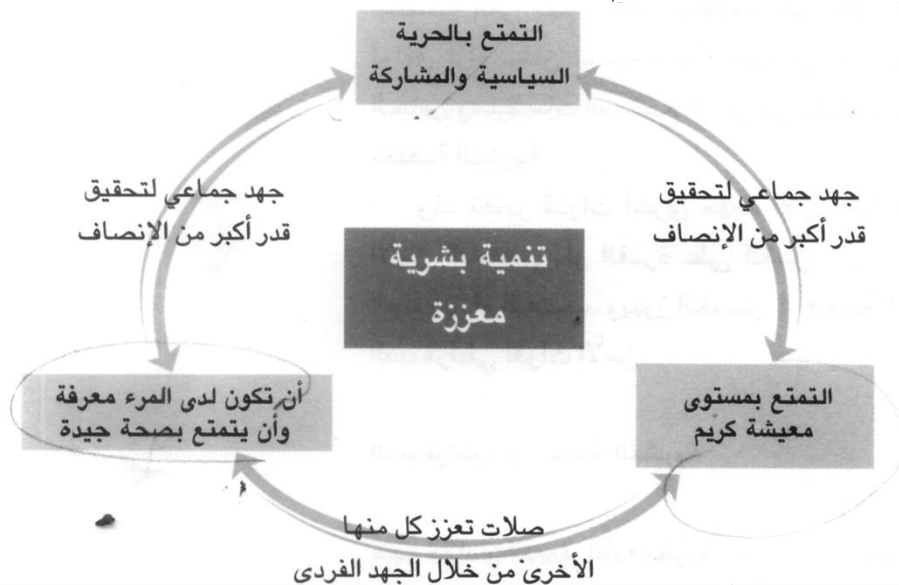 التمتع بالحرية
السياسية والمشاركة
جهد جماعي لتحقيق
قدر أكبر من الإنصاف
جهد جماعي لتحقيق
قدر أكبر من الإنصاف
تنمية بشرية
معززة
التمتع بمستوى
معيشة كريم
أن تكون لدى المرء معرفة
وأن يتمتع بصحة جيدة
صلات تعزز كل منها
الأخرى من خلال الجهد الفردى